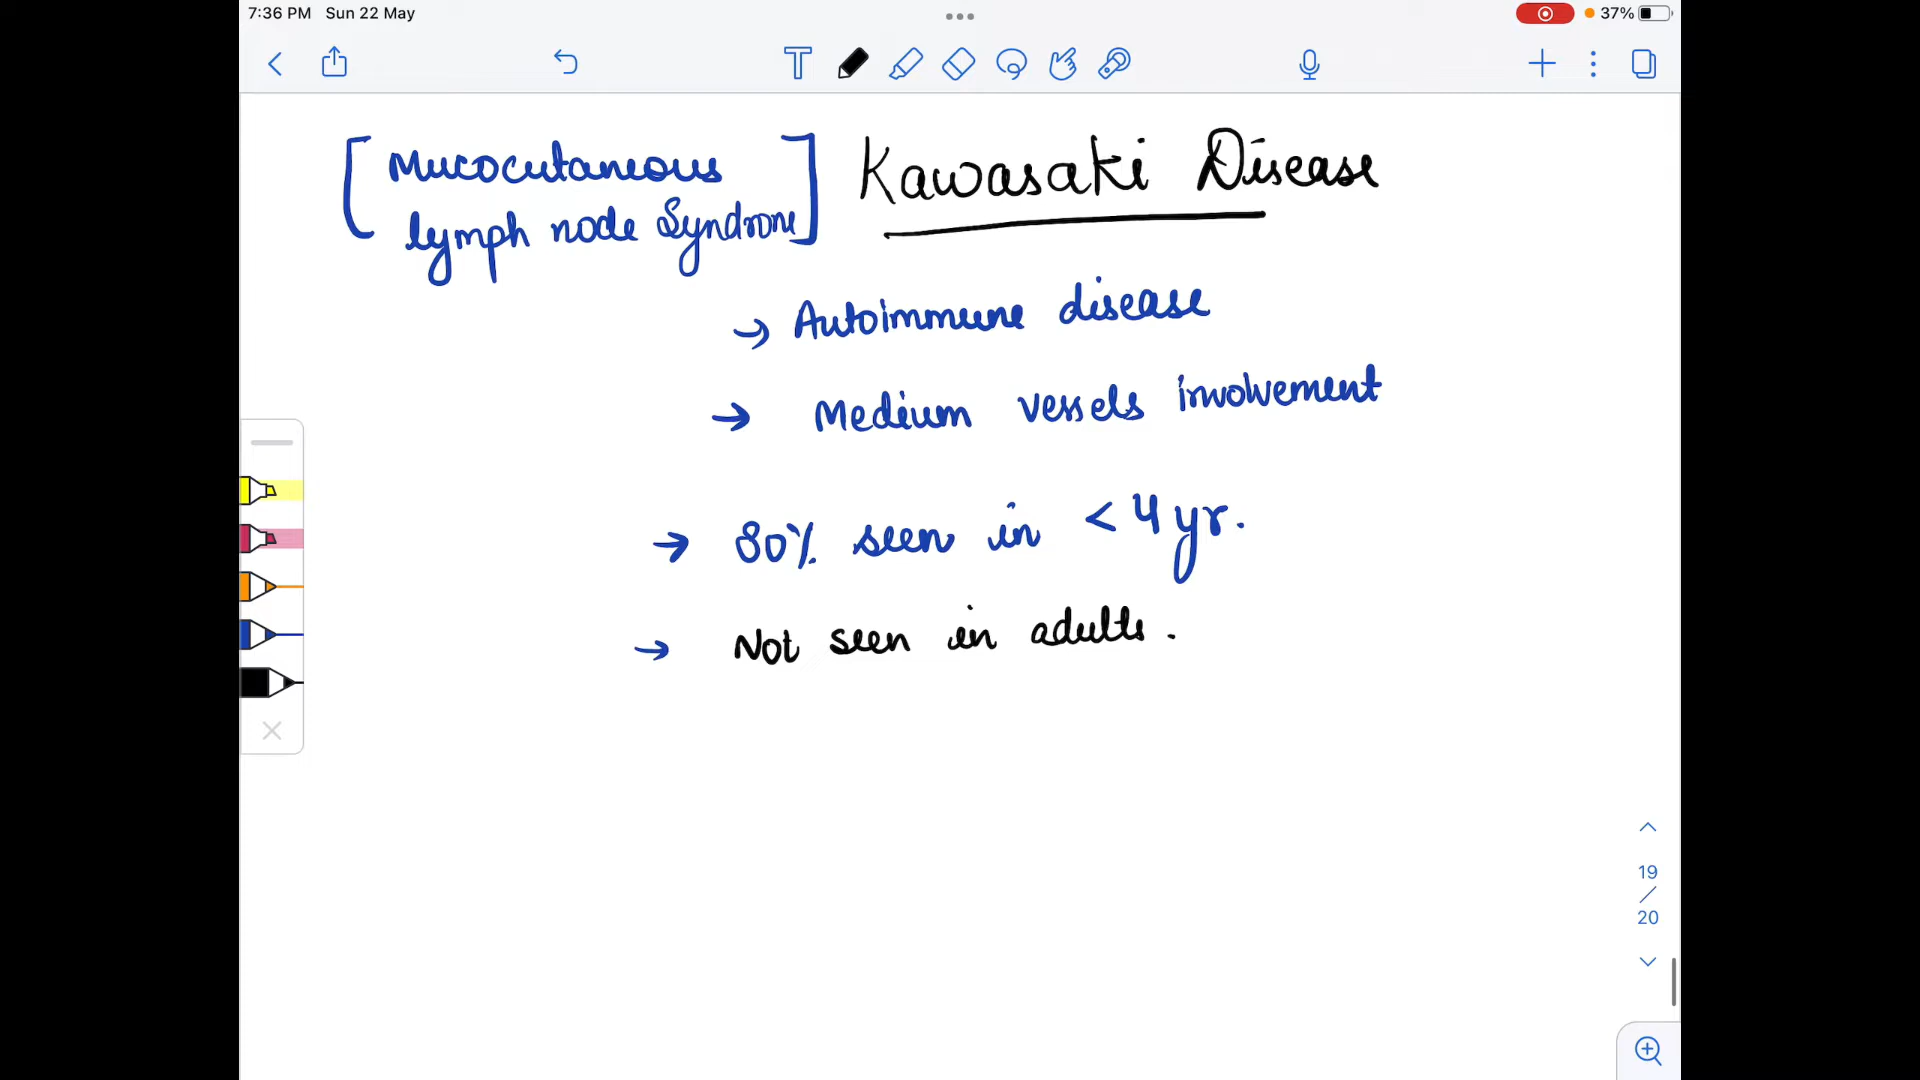 7:36 PM Sun 22 May
37%
[Mucocutaneous lymph node Syndrone] Kawasaki Disease
→ Autoimmune disease
→ Medium vessels involvement
→ 80% seen in < 4 yr.
→ Not seen in adults.
19
/
20